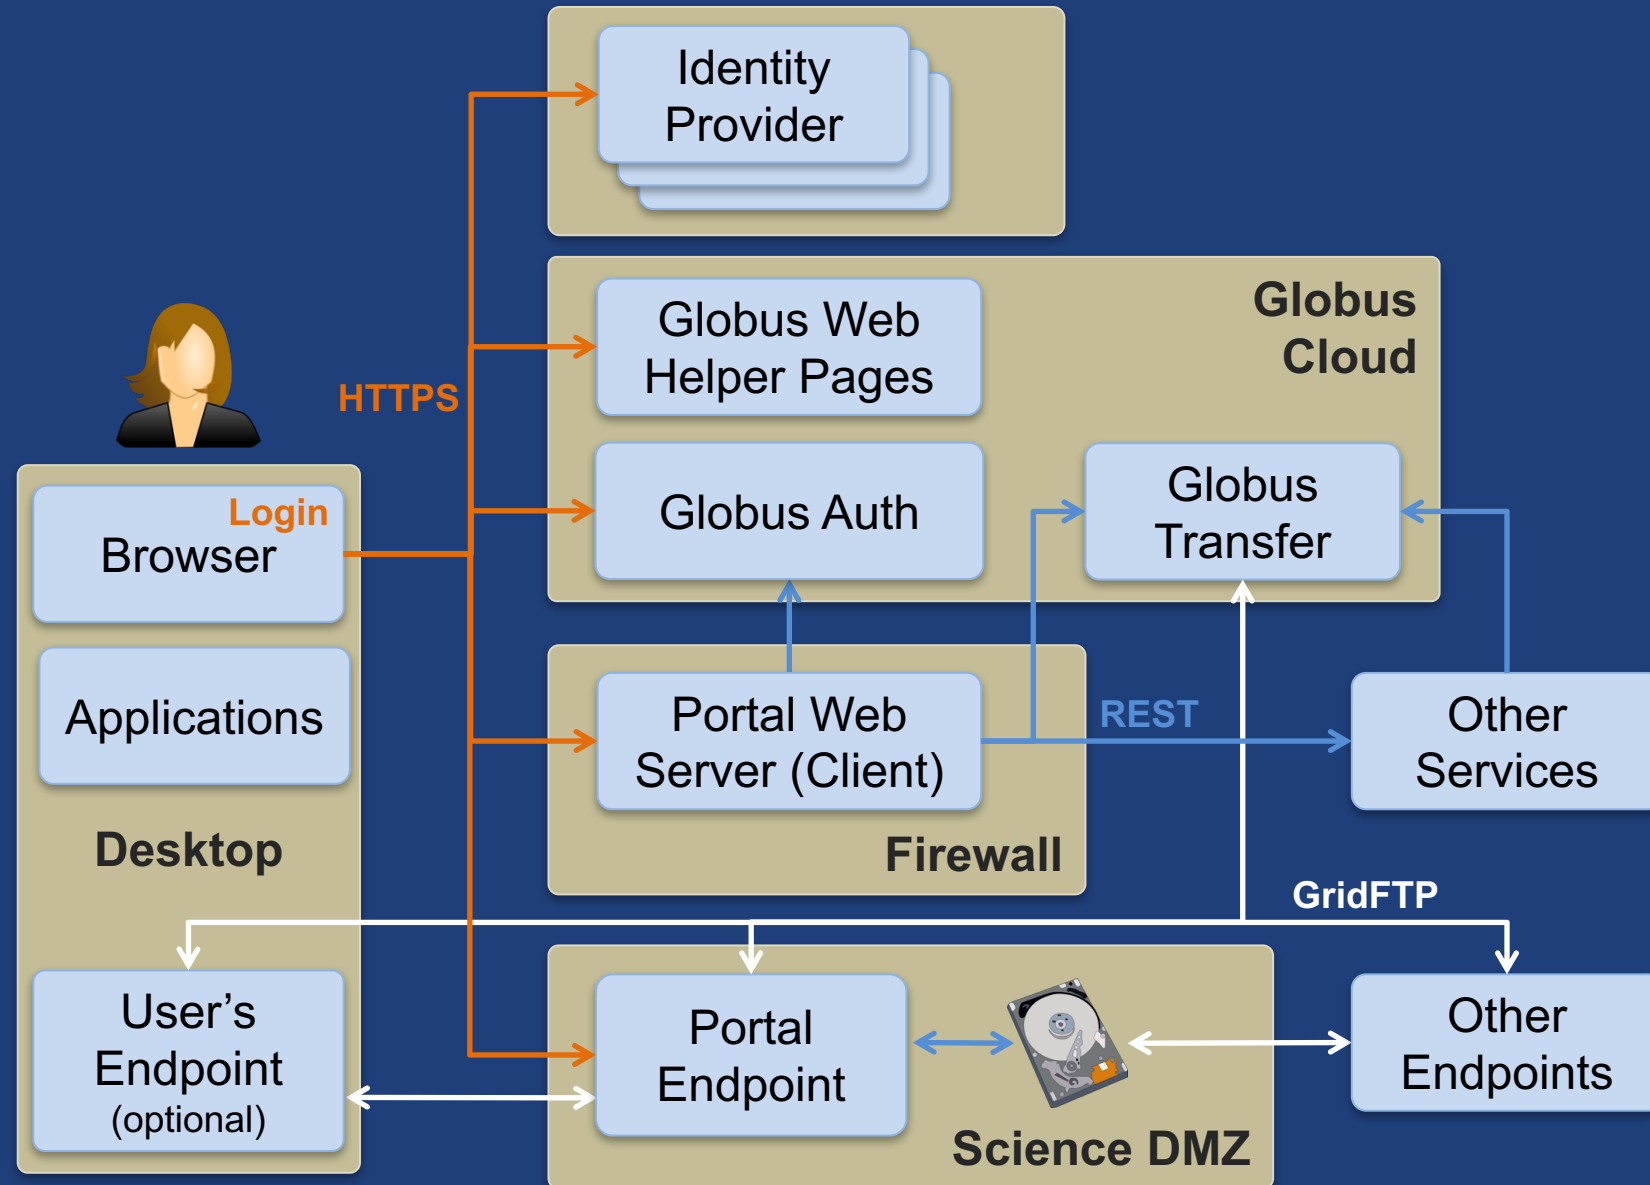 Identity
Provider
Globus Web
Helper Pages
Globus
Cloud
HTTPS
Login
Browser
Globus Auth
Globus
Transfer
Applications
Portal Web
Server (Client)
REST
Other
Services
Desktop
Firewall
GridFTP
User’s
Endpoint
(optional)
Portal
Endpoint
Other
Endpoints
Science DMZ